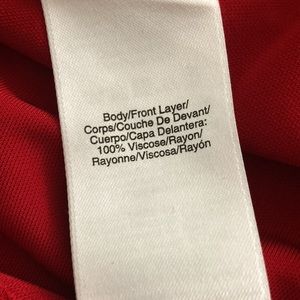 Body/Front Layer/
Corps/Couche De Devant/
Cuerpo/Capa Delantera:
100% Viscose/Rayon/
Rayonne/Viscosa/Rayón